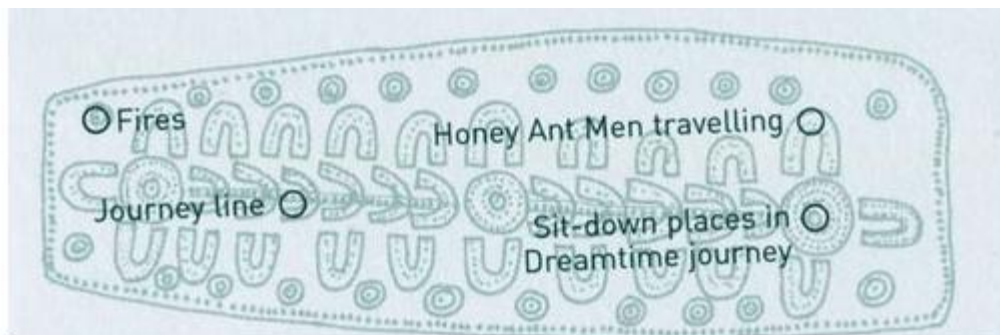 Fires
Honey Ant Men travelling
Journey line
Sit-down places in
Dreamtime journey